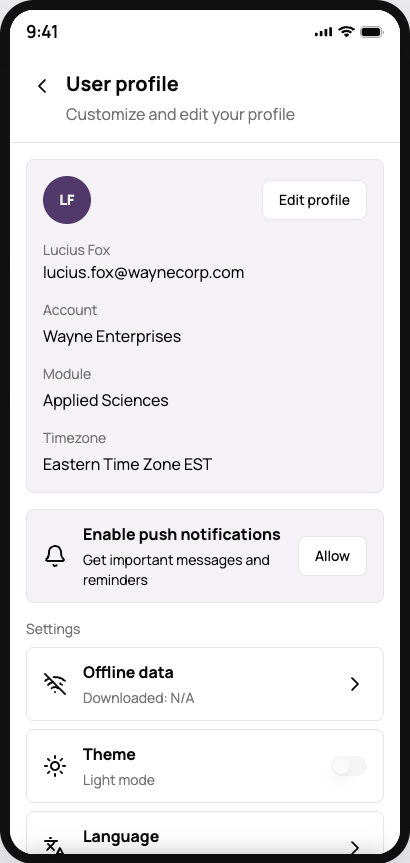 9:41
User profile
Customize and edit your profile
LF
Edit profile
Lucius Fox
lucius.fox@waynecorp.com
Account
Wayne Enterprises
Module
Applied Sciences
Timezone
Eastern Time Zone EST
Enable push notifications
Get important messages and
reminders
Allow
Settings
Offline data
Downloaded: N/A
Theme
Light mode
Language